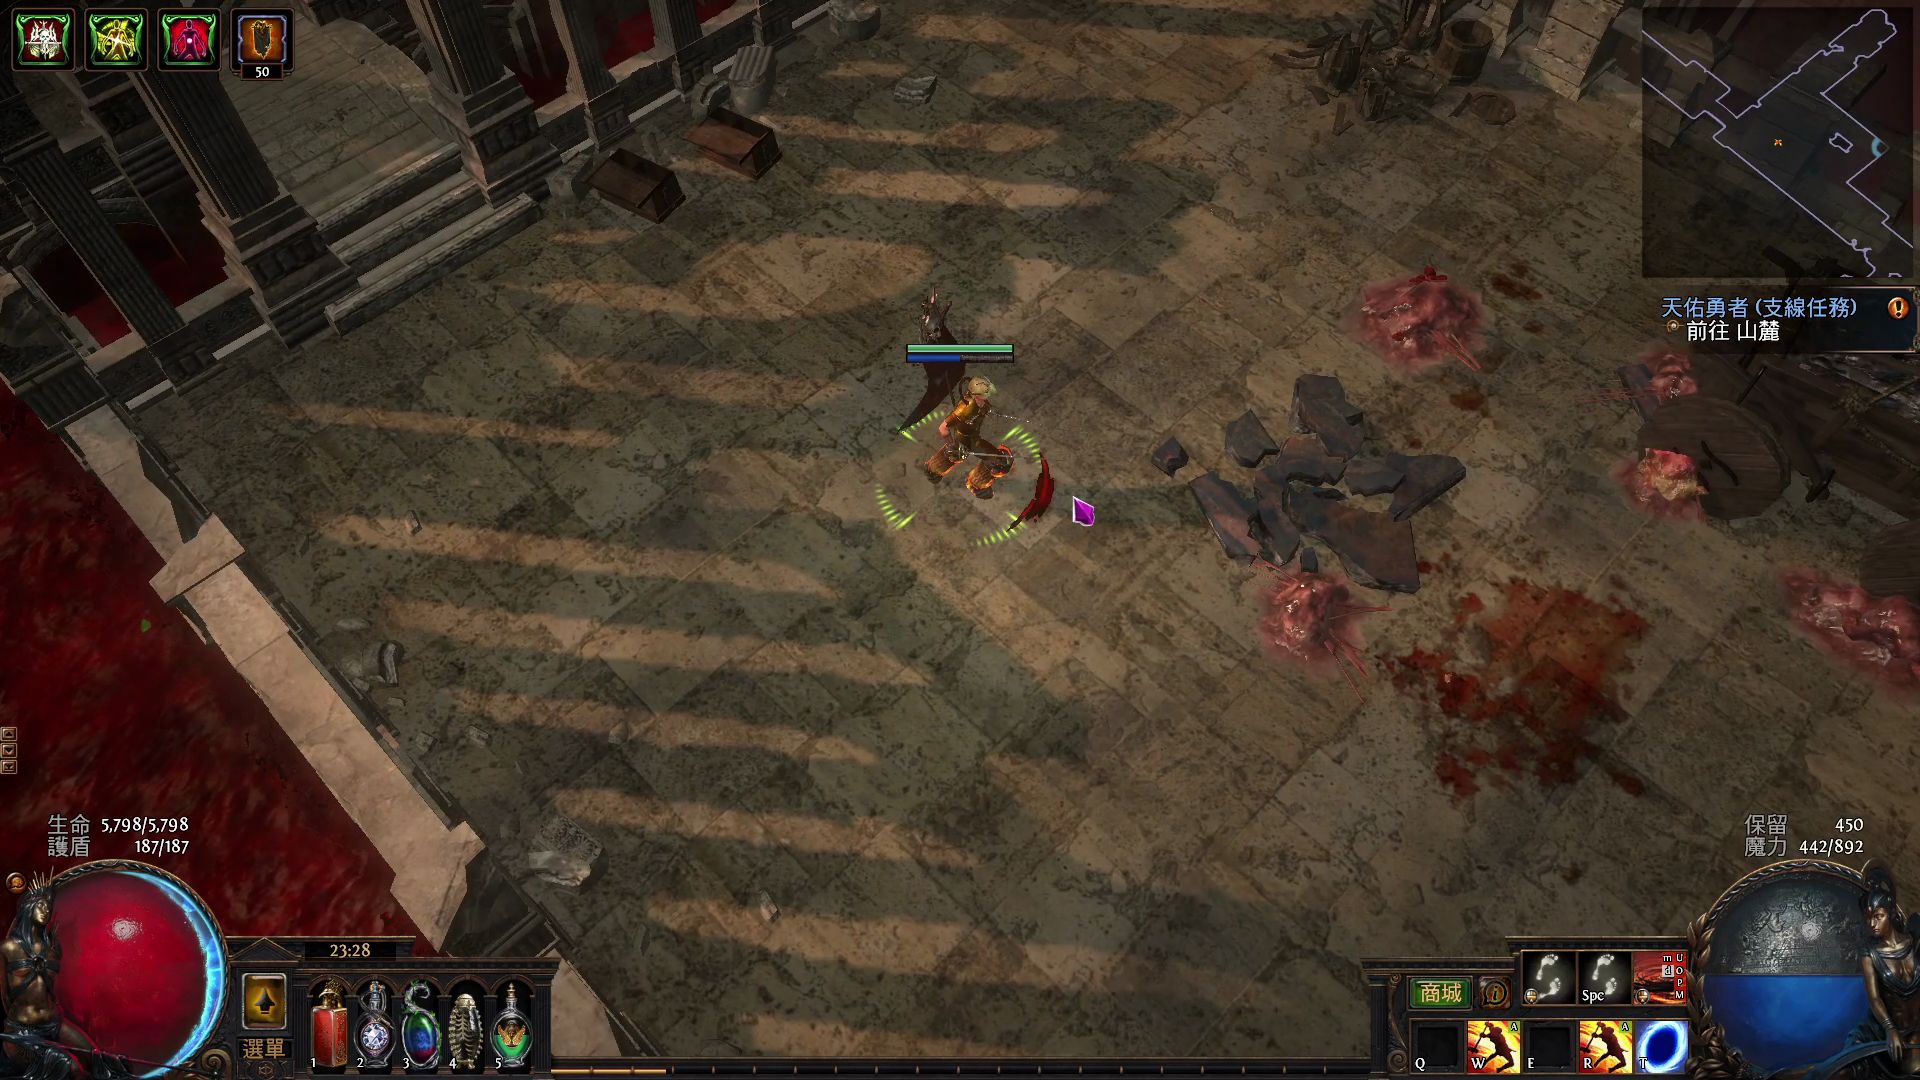 50
天佑勇者 (支線任務)
前往 山麓
生命 5,798/5,798
護盾 187/187
保留 450
魔力 442/892
23:28
選單
1 2 3 4 5
商城
Spc
Q W E R T
A A